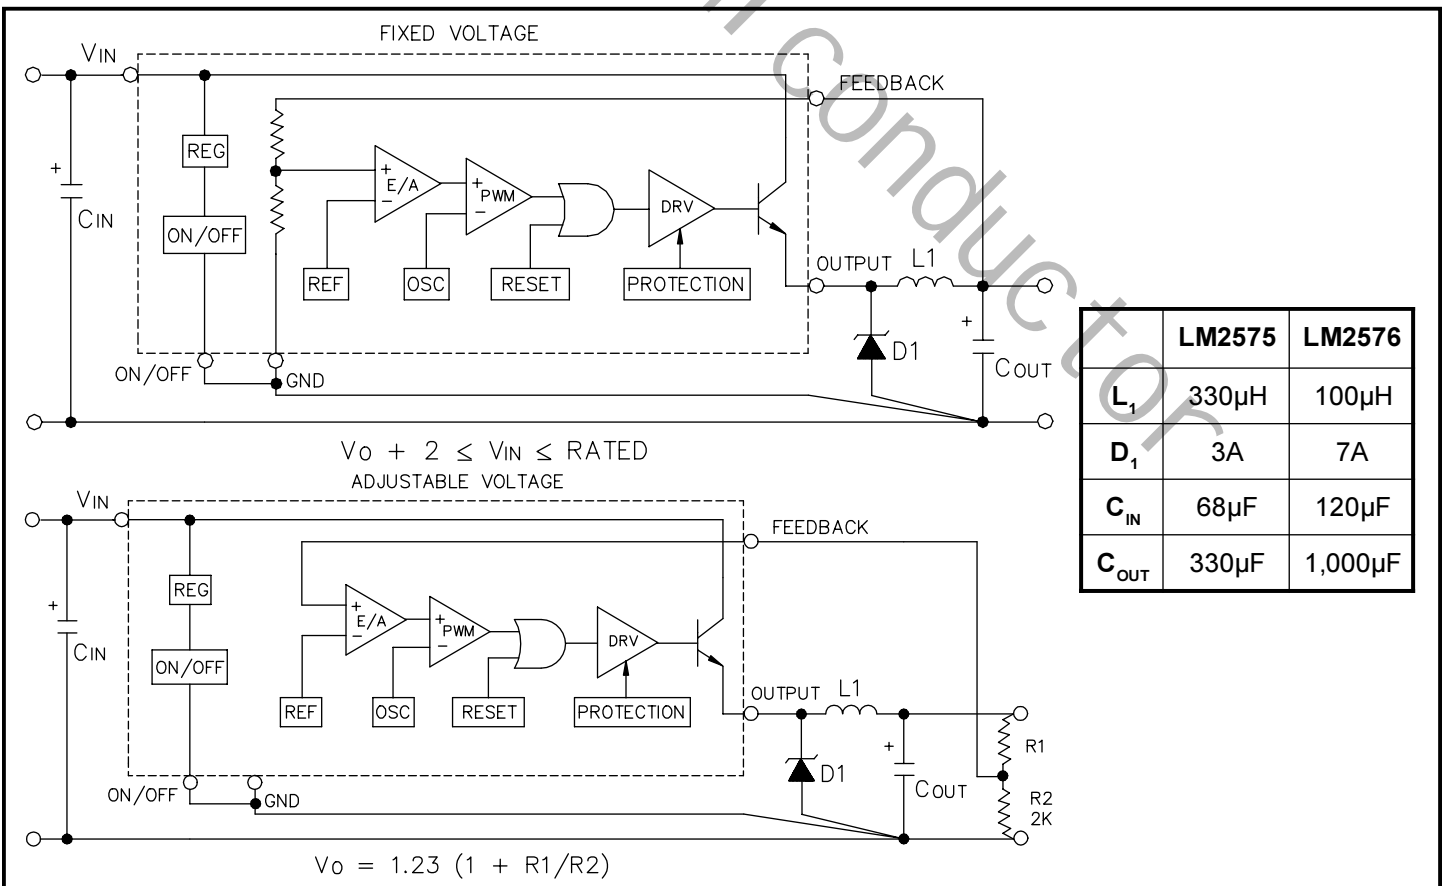 FIXED VOLTAGE
VIN
FEEDBACK
REG
+
E/A
-
+
PWM
-
DRV
+
CIN
ON/OFF
REF
OSC
RESET
PROTECTION
OUTPUT
L1
+
D1
COUT
ON/OFF
GND
VO + 2 ≤ VIN ≤ RATED
ADJUSTABLE VOLTAGE
VIN
FEEDBACK
REG
+
E/A
-
+
PWM
-
DRV
+
CIN
ON/OFF
REF
OSC
RESET
PROTECTION
OUTPUT
L1
+
D1
COUT
R1
R2
2K
ON/OFF
GND
VO = 1.23 (1 + R1/R2)
LM2575 LM2576
L1 330µH 100µH
D1 3A 7A
CIN 68µF 120µF
COUT 330µF 1,000µF
conductor